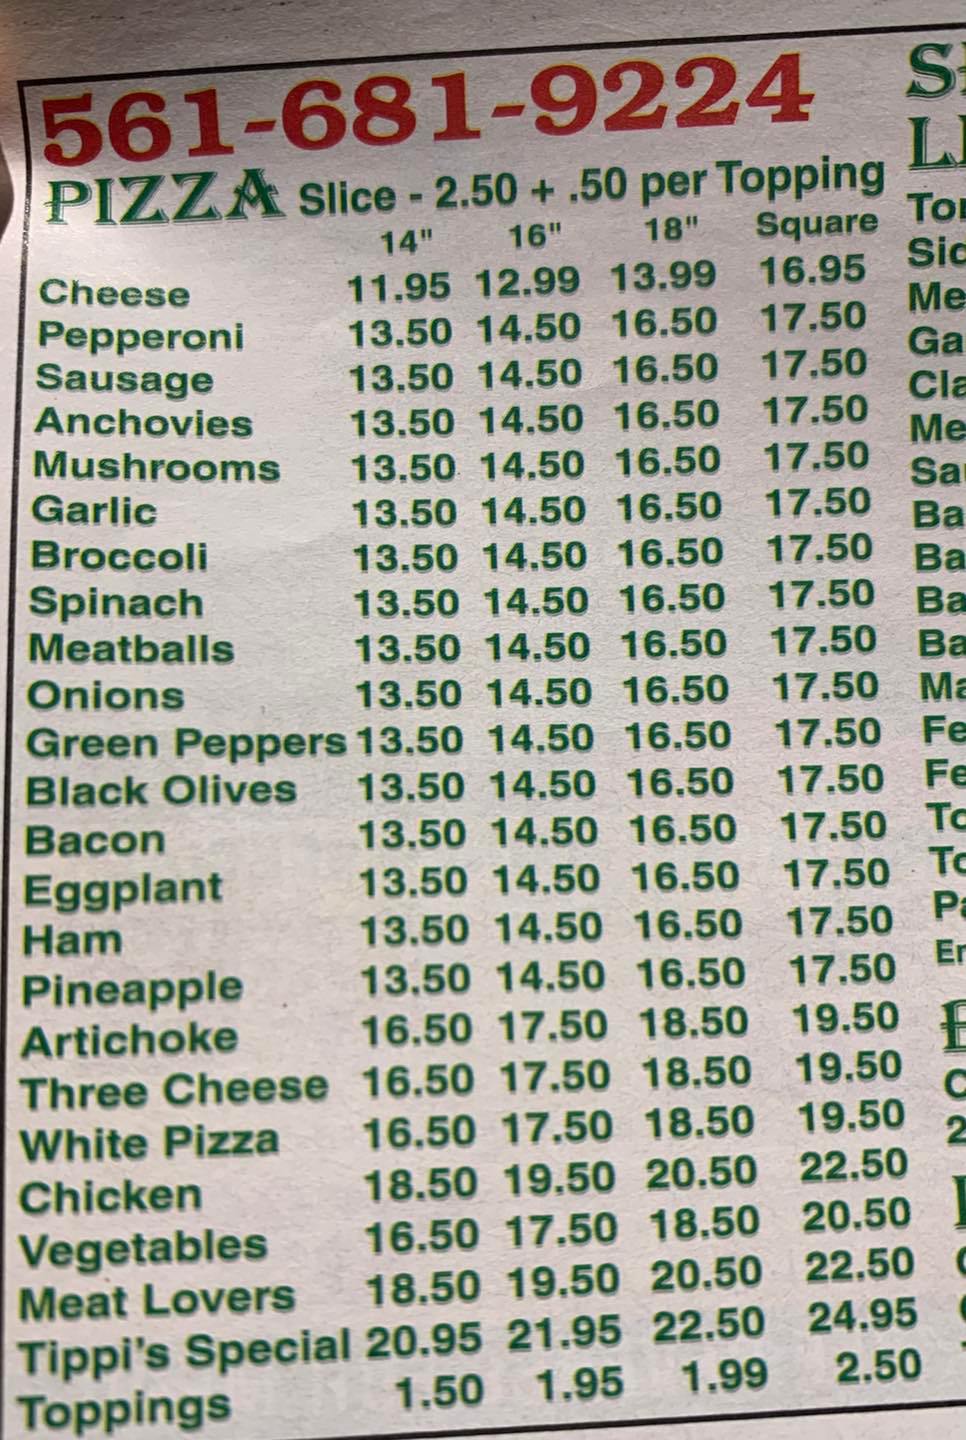 561-681-9224
PIZZA Slice - 2.50 + .50 per Topping
14" 16" 18" Square
Cheese 11.95 12.99 13.99 16.95
Pepperoni 13.50 14.50 16.50 17.50
Sausage 13.50 14.50 16.50 17.50
Anchovies 13.50 14.50 16.50 17.50
Mushrooms 13.50 14.50 16.50 17.50
Garlic 13.50 14.50 16.50 17.50
Broccoli 13.50 14.50 16.50 17.50
Spinach 13.50 14.50 16.50 17.50
Meatballs 13.50 14.50 16.50 17.50
Onions 13.50 14.50 16.50 17.50
Green Peppers 13.50 14.50 16.50 17.50
Black Olives 13.50 14.50 16.50 17.50
Bacon 13.50 14.50 16.50 17.50
Eggplant 13.50 14.50 16.50 17.50
Ham 13.50 14.50 16.50 17.50
Pineapple 13.50 14.50 16.50 17.50
Artichoke 16.50 17.50 18.50 19.50
Three Cheese 16.50 17.50 18.50 19.50
White Pizza 16.50 17.50 18.50 19.50
Chicken 18.50 19.50 20.50 22.50
Vegetables 16.50 17.50 18.50 20.50
Meat Lovers 18.50 19.50 20.50 22.50
Tippi's Special 20.95 21.95 22.50 24.95
Toppings 1.50 1.95 1.99 2.50